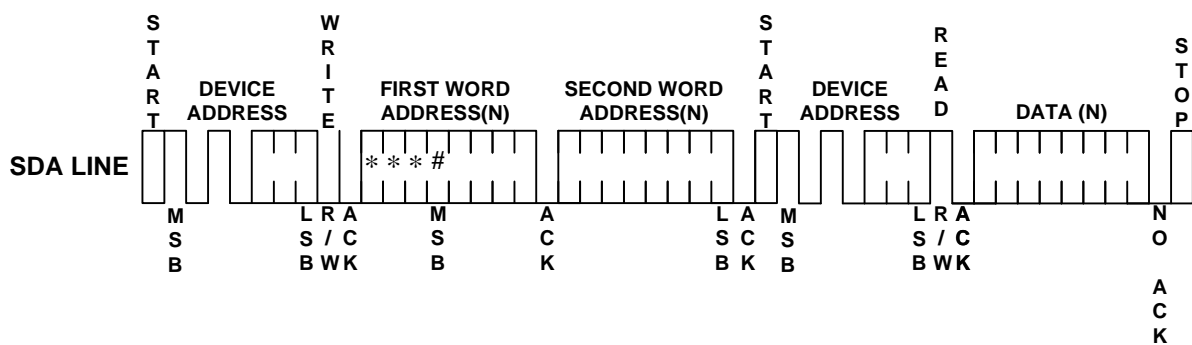 START
WRITE
START
READ
STOP
DEVICE
ADDRESS
FIRST WORD
ADDRESS(N)
SECOND WORD
ADDRESS(N)
DEVICE
ADDRESS
DATA (N)
SDA LINE
* * * #
MSB
LSB
R/W
ACK
MSB
ACK
LSB
ACK
MSB
LSB
R/W
ACK
NO ACK